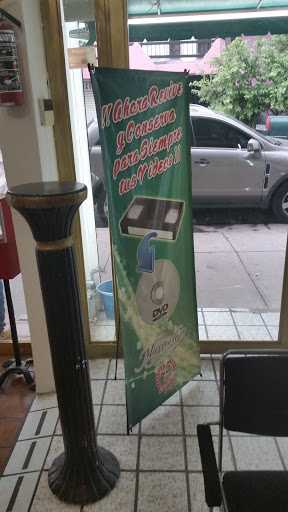 !! Ahora Revive
y Conserva
para Siempre
tus Videos !!
DVD